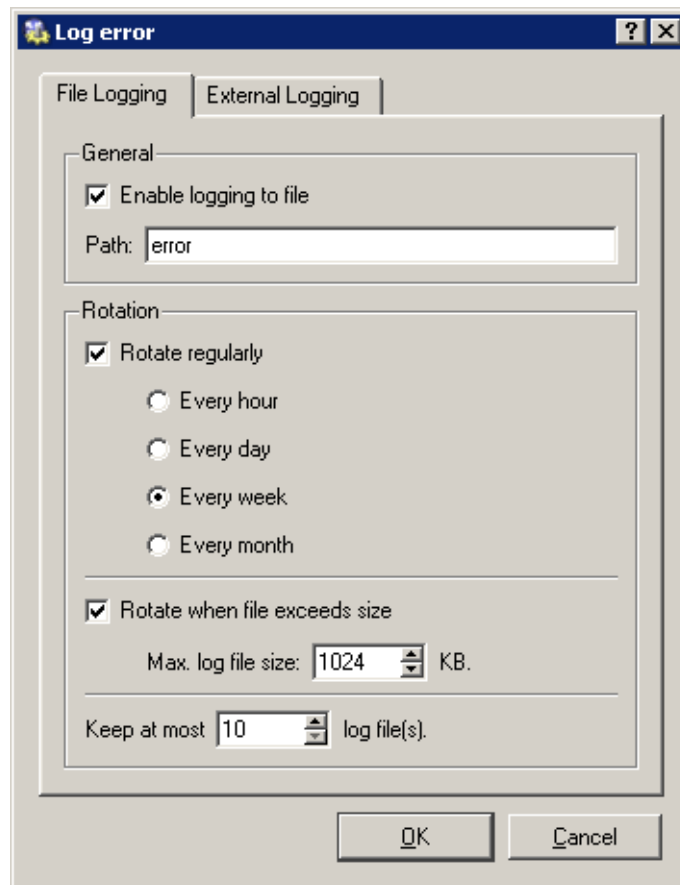 Log error
File Logging External Logging
General
Enable logging to file
Path: error
Rotation
Rotate regularly
Every hour
Every day
Every week
Every month
Rotate when file exceeds size
Max. log file size: 1024 KB.
Keep at most 10 log file(s).
OK Cancel